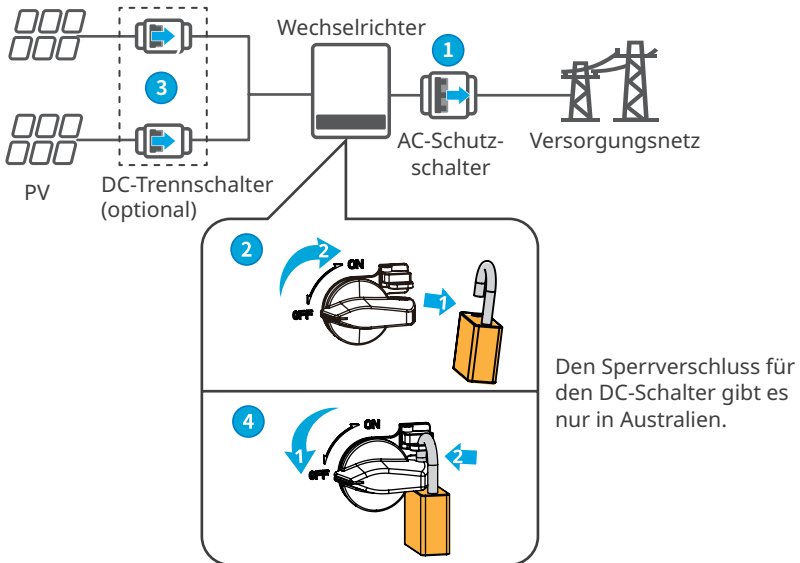 Wechselrichter
1
3
AC-Schutz-
schalter
Versorgungsnetz
PV
DC-Trennschalter
(optional)
2
2
ON
OFF
1
Den Sperrverschluss für
den DC-Schalter gibt es
nur in Australien.
4
ON
1
OFF
2